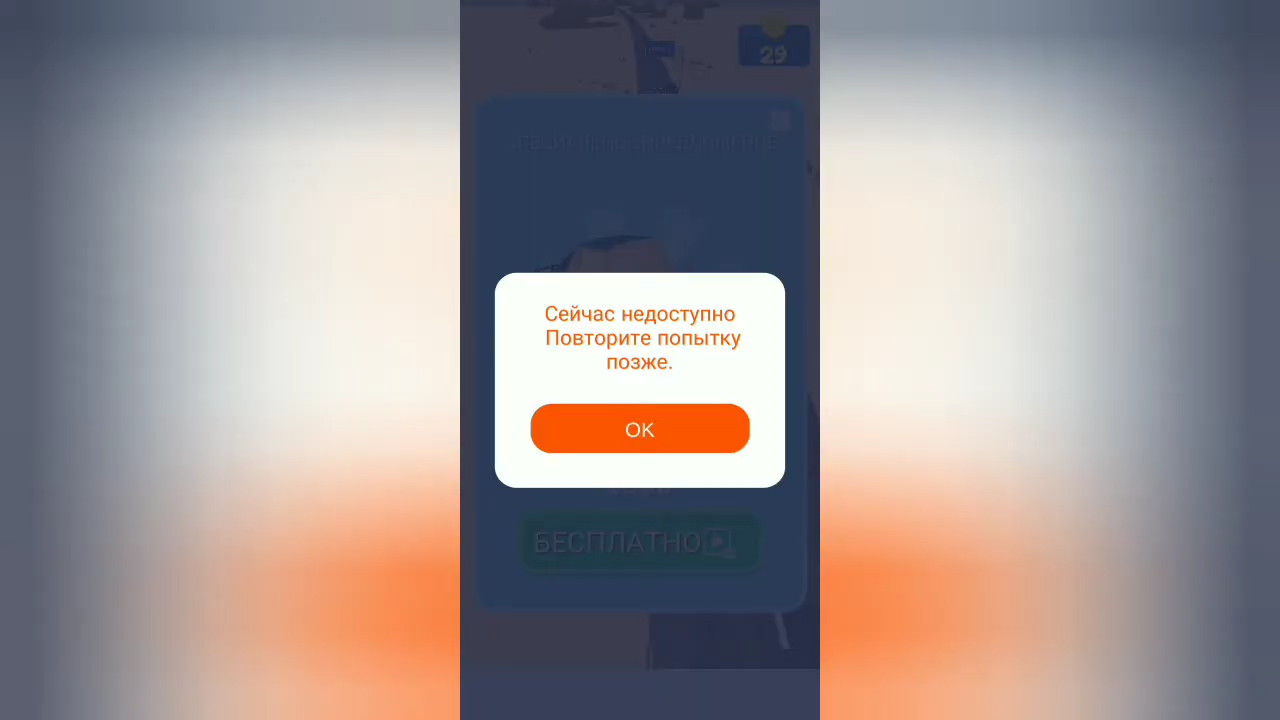 29
Сейчас недоступно
Повторите попытку
позже.
OK
БЕСПЛАТНО